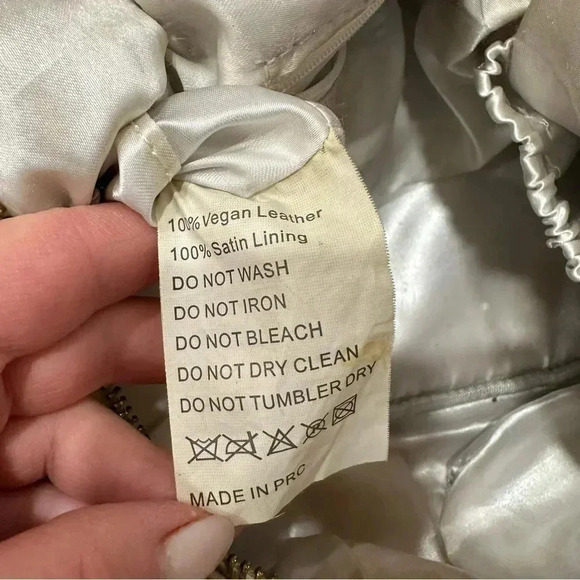 100% Vegan Leather
100% Satin Lining
DO NOT WASH
DO NOT IRON
DO NOT BLEACH
DO NOT DRY CLEAN
DO NOT TUMBLER DRY
MADE IN PRC